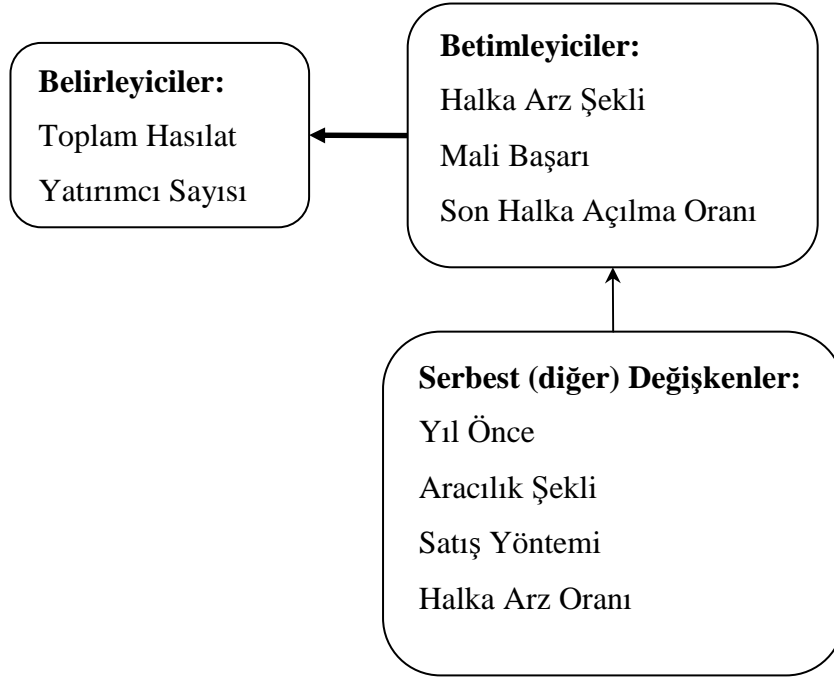 Belirleyiciler:
Toplam Hasılat
Yatırımcı Sayısı
Betimleyiciler:
Halka Arz Şekli
Mali Başarı
Son Halka Açılma Oranı
Serbest (diğer) Değişkenler:
Yıl Önce
Aracılık Şekli
Satış Yöntemi
Halka Arz Oranı